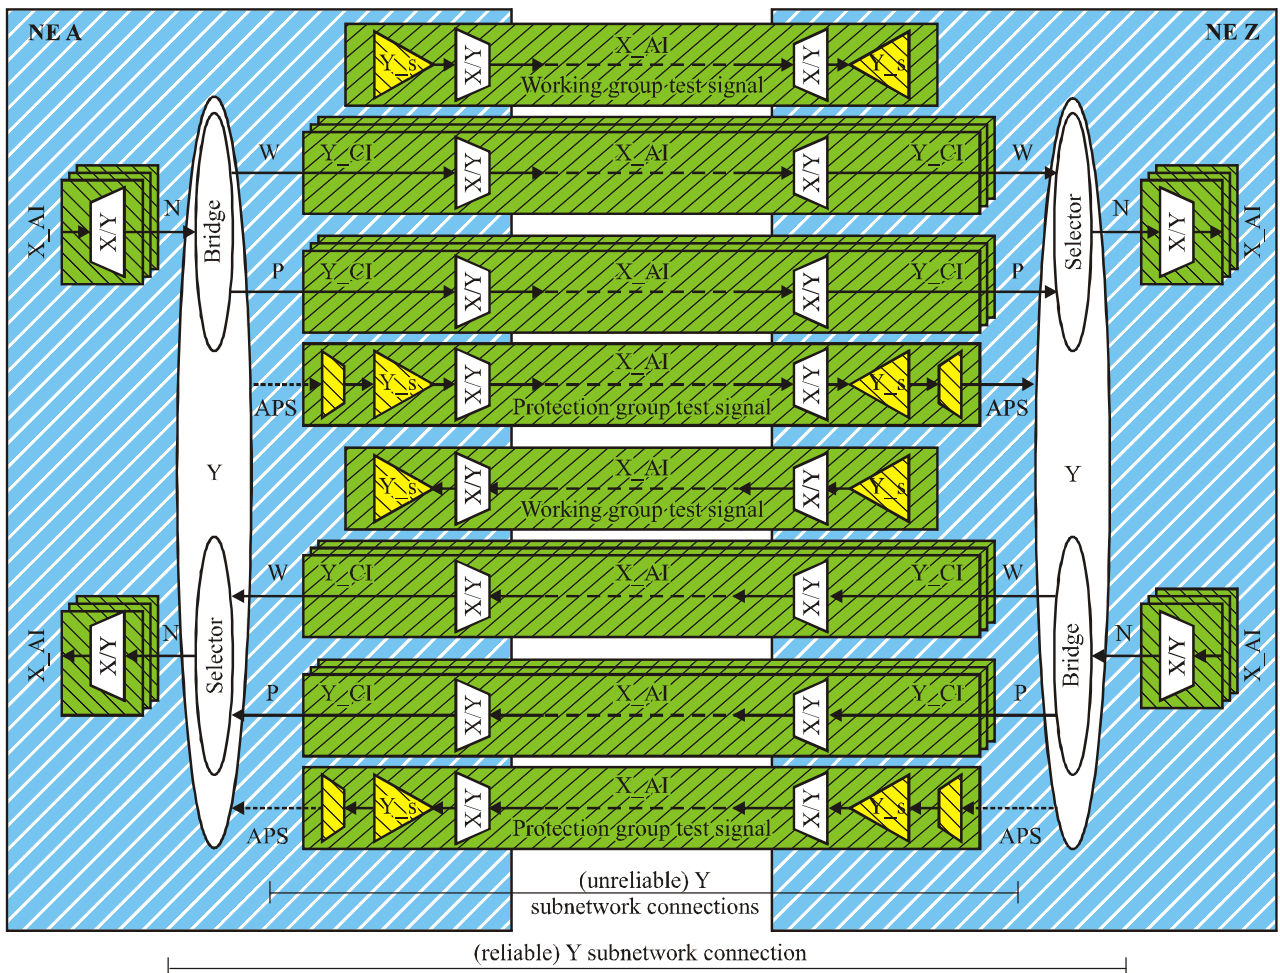 NE A
NE Z
Y_s
X/Y
X_AI
X/Y
Y_s
Working group test signal
W
Y_CI
X/Y
X_AI
X/Y
Y_CI
W
X_AI
X/Y
N
Bridge
Selector
N
X/Y
X_AI
P
Y_CI
X/Y
X_AI
X/Y
Y_CI
P
APS
Y_s
X/Y
X_AI
X/Y
Y_s
APS
Protection group test signal
Y
Y
Y_s
X/Y
X_AI
X/Y
Y_s
Working group test signal
W
Y_CI
X/Y
X_AI
X/Y
Y_CI
W
X_AI
X/Y
N
Selector
Bridge
N
X/Y
X_AI
P
Y_CI
X/Y
X_AI
X/Y
Y_CI
P
APS
Y_s
X/Y
X_AI
X/Y
Y_s
APS
Protection group test signal
(unreliable) Y
subnetwork connections
(reliable) Y subnetwork connection